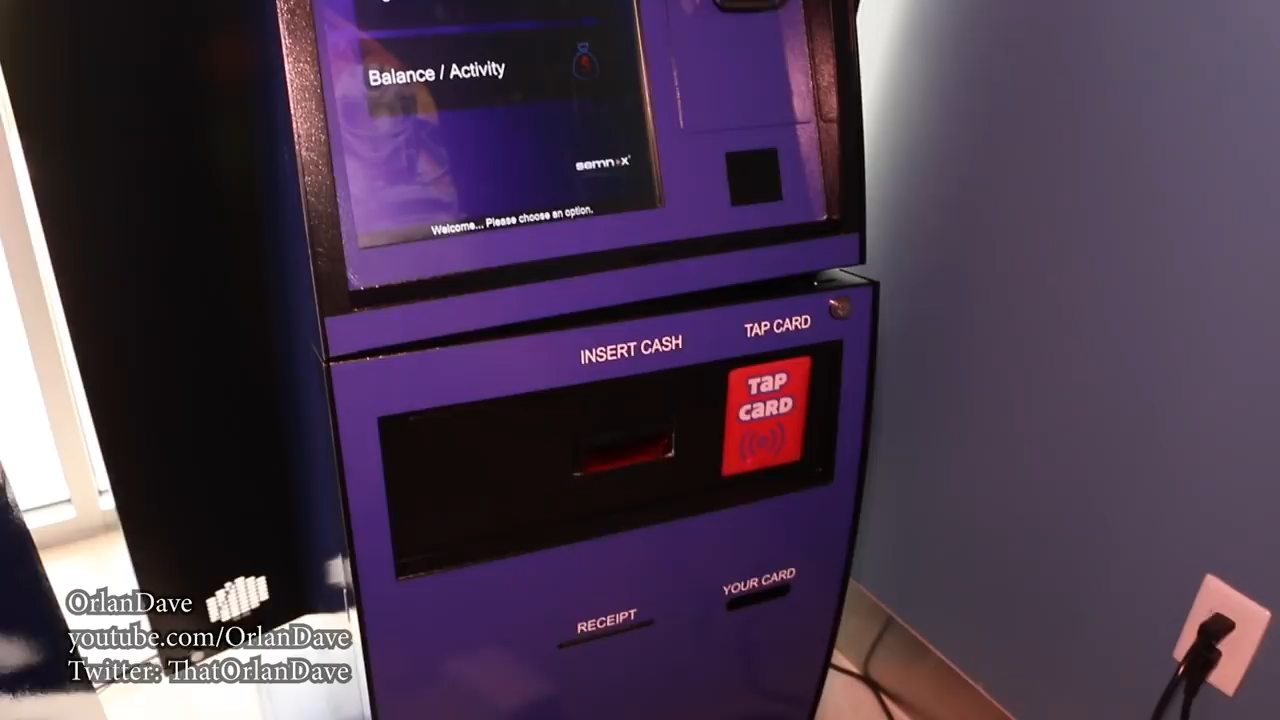 Balance / Activity
semnox
Welcome... Please choose an option.
INSERT CASH
TAP CARD
TaP
CaRD
YOUR CARD
RECEIPT
OrlanDave
youtube.com/OrlanDave
Twitter: ThatOrlanDave